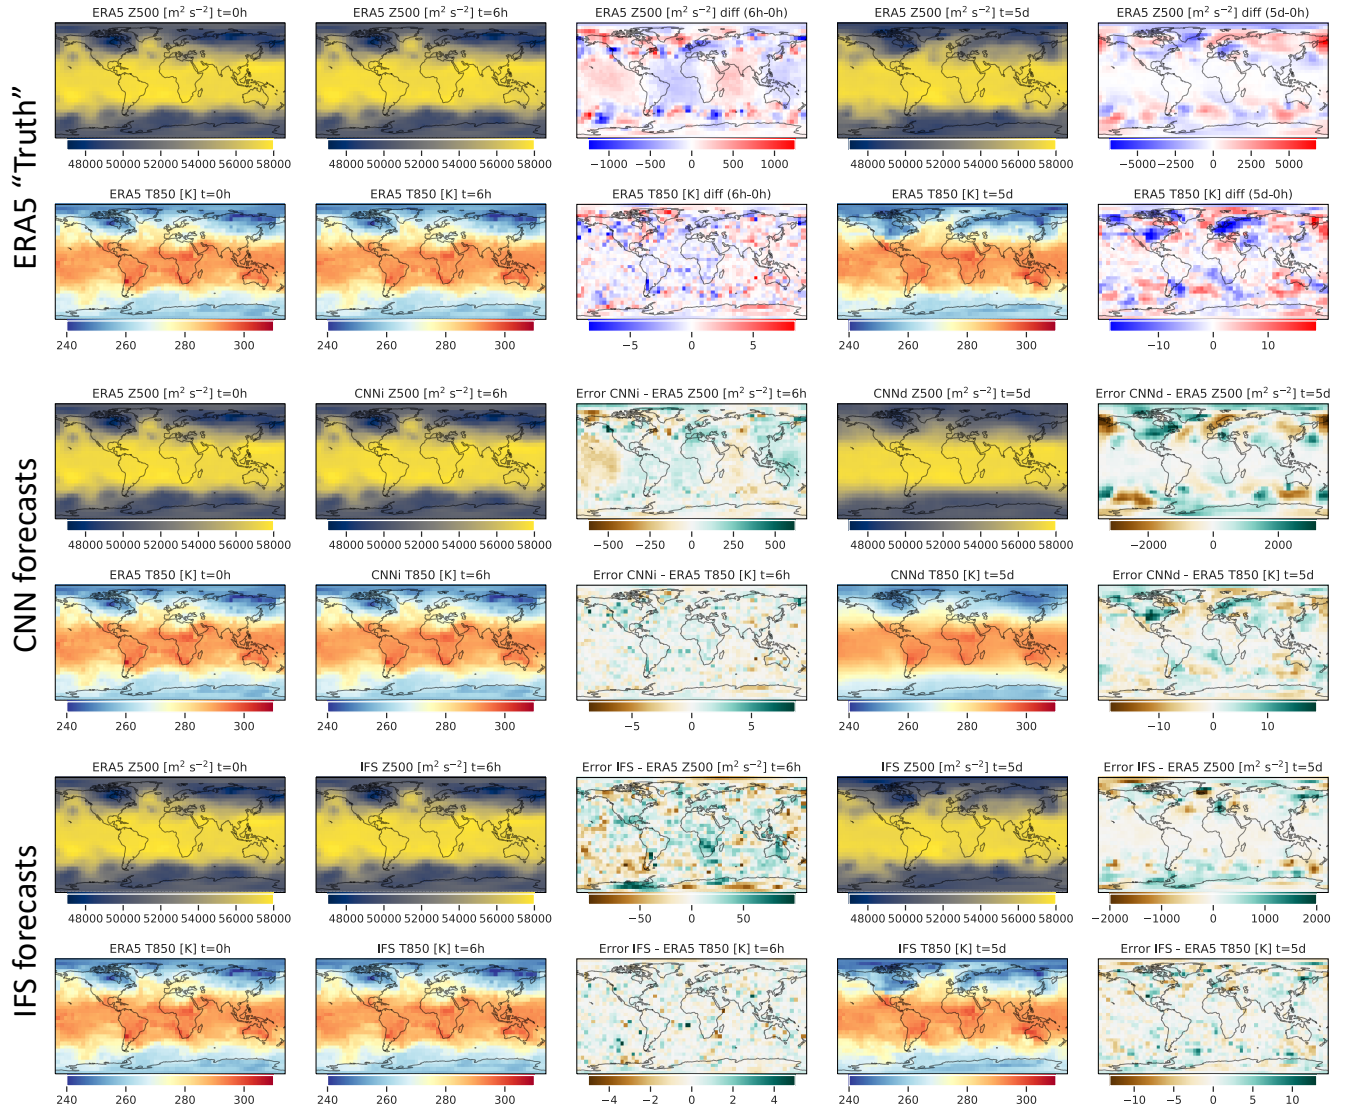 ERA5 “Truth”
ERA5 Z500 [m² s⁻²] t=0h
ERA5 Z500 [m² s⁻²] t=6h
ERA5 Z500 [m² s⁻²] diff (6h-0h)
ERA5 Z500 [m² s⁻²] t=5d
ERA5 Z500 [m² s⁻²] diff (5d-0h)
48000 50000 52000 54000 56000 58000
48000 50000 52000 54000 56000 58000
−1000 −500 0 500 1000
48000 50000 52000 54000 56000 58000
−5000 −2500 0 2500 5000
ERA5 T850 [K] t=0h
ERA5 T850 [K] t=6h
ERA5 T850 [K] diff (6h-0h)
ERA5 T850 [K] t=5d
ERA5 T850 [K] diff (5d-0h)
240 260 280 300
240 260 280 300
−5 0 5
240 260 280 300
−10 0 10
CNN forecasts
ERA5 Z500 [m² s⁻²] t=0h
CNNi Z500 [m² s⁻²] t=6h
Error CNNi - ERA5 Z500 [m² s⁻²] t=6h
CNNd Z500 [m² s⁻²] t=5d
Error CNNd - ERA5 Z500 [m² s⁻²] t=5d
48000 50000 52000 54000 56000 58000
48000 50000 52000 54000 56000 58000
−500 −250 0 250 500
48000 50000 52000 54000 56000 58000
−2000 0 2000
ERA5 T850 [K] t=0h
CNNi T850 [K] t=6h
Error CNNi - ERA5 T850 [K] t=6h
CNNd T850 [K] t=5d
Error CNNd - ERA5 T850 [K] t=5d
240 260 280 300
240 260 280 300
−5 0 5
240 260 280 300
−10 0 10
IFS forecasts
ERA5 Z500 [m² s⁻²] t=0h
IFS Z500 [m² s⁻²] t=6h
Error IFS - ERA5 Z500 [m² s⁻²] t=6h
IFS Z500 [m² s⁻²] t=5d
Error IFS - ERA5 Z500 [m² s⁻²] t=5d
48000 50000 52000 54000 56000 58000
48000 50000 52000 54000 56000 58000
−50 0 50
48000 50000 52000 54000 56000 58000
−2000 −1000 0 1000 2000
ERA5 T850 [K] t=0h
IFS T850 [K] t=6h
Error IFS - ERA5 T850 [K] t=6h
IFS T850 [K] t=5d
Error IFS - ERA5 T850 [K] t=5d
240 260 280 300
240 260 280 300
−4 −2 0 2 4
240 260 280 300
−10 −5 0 5 10